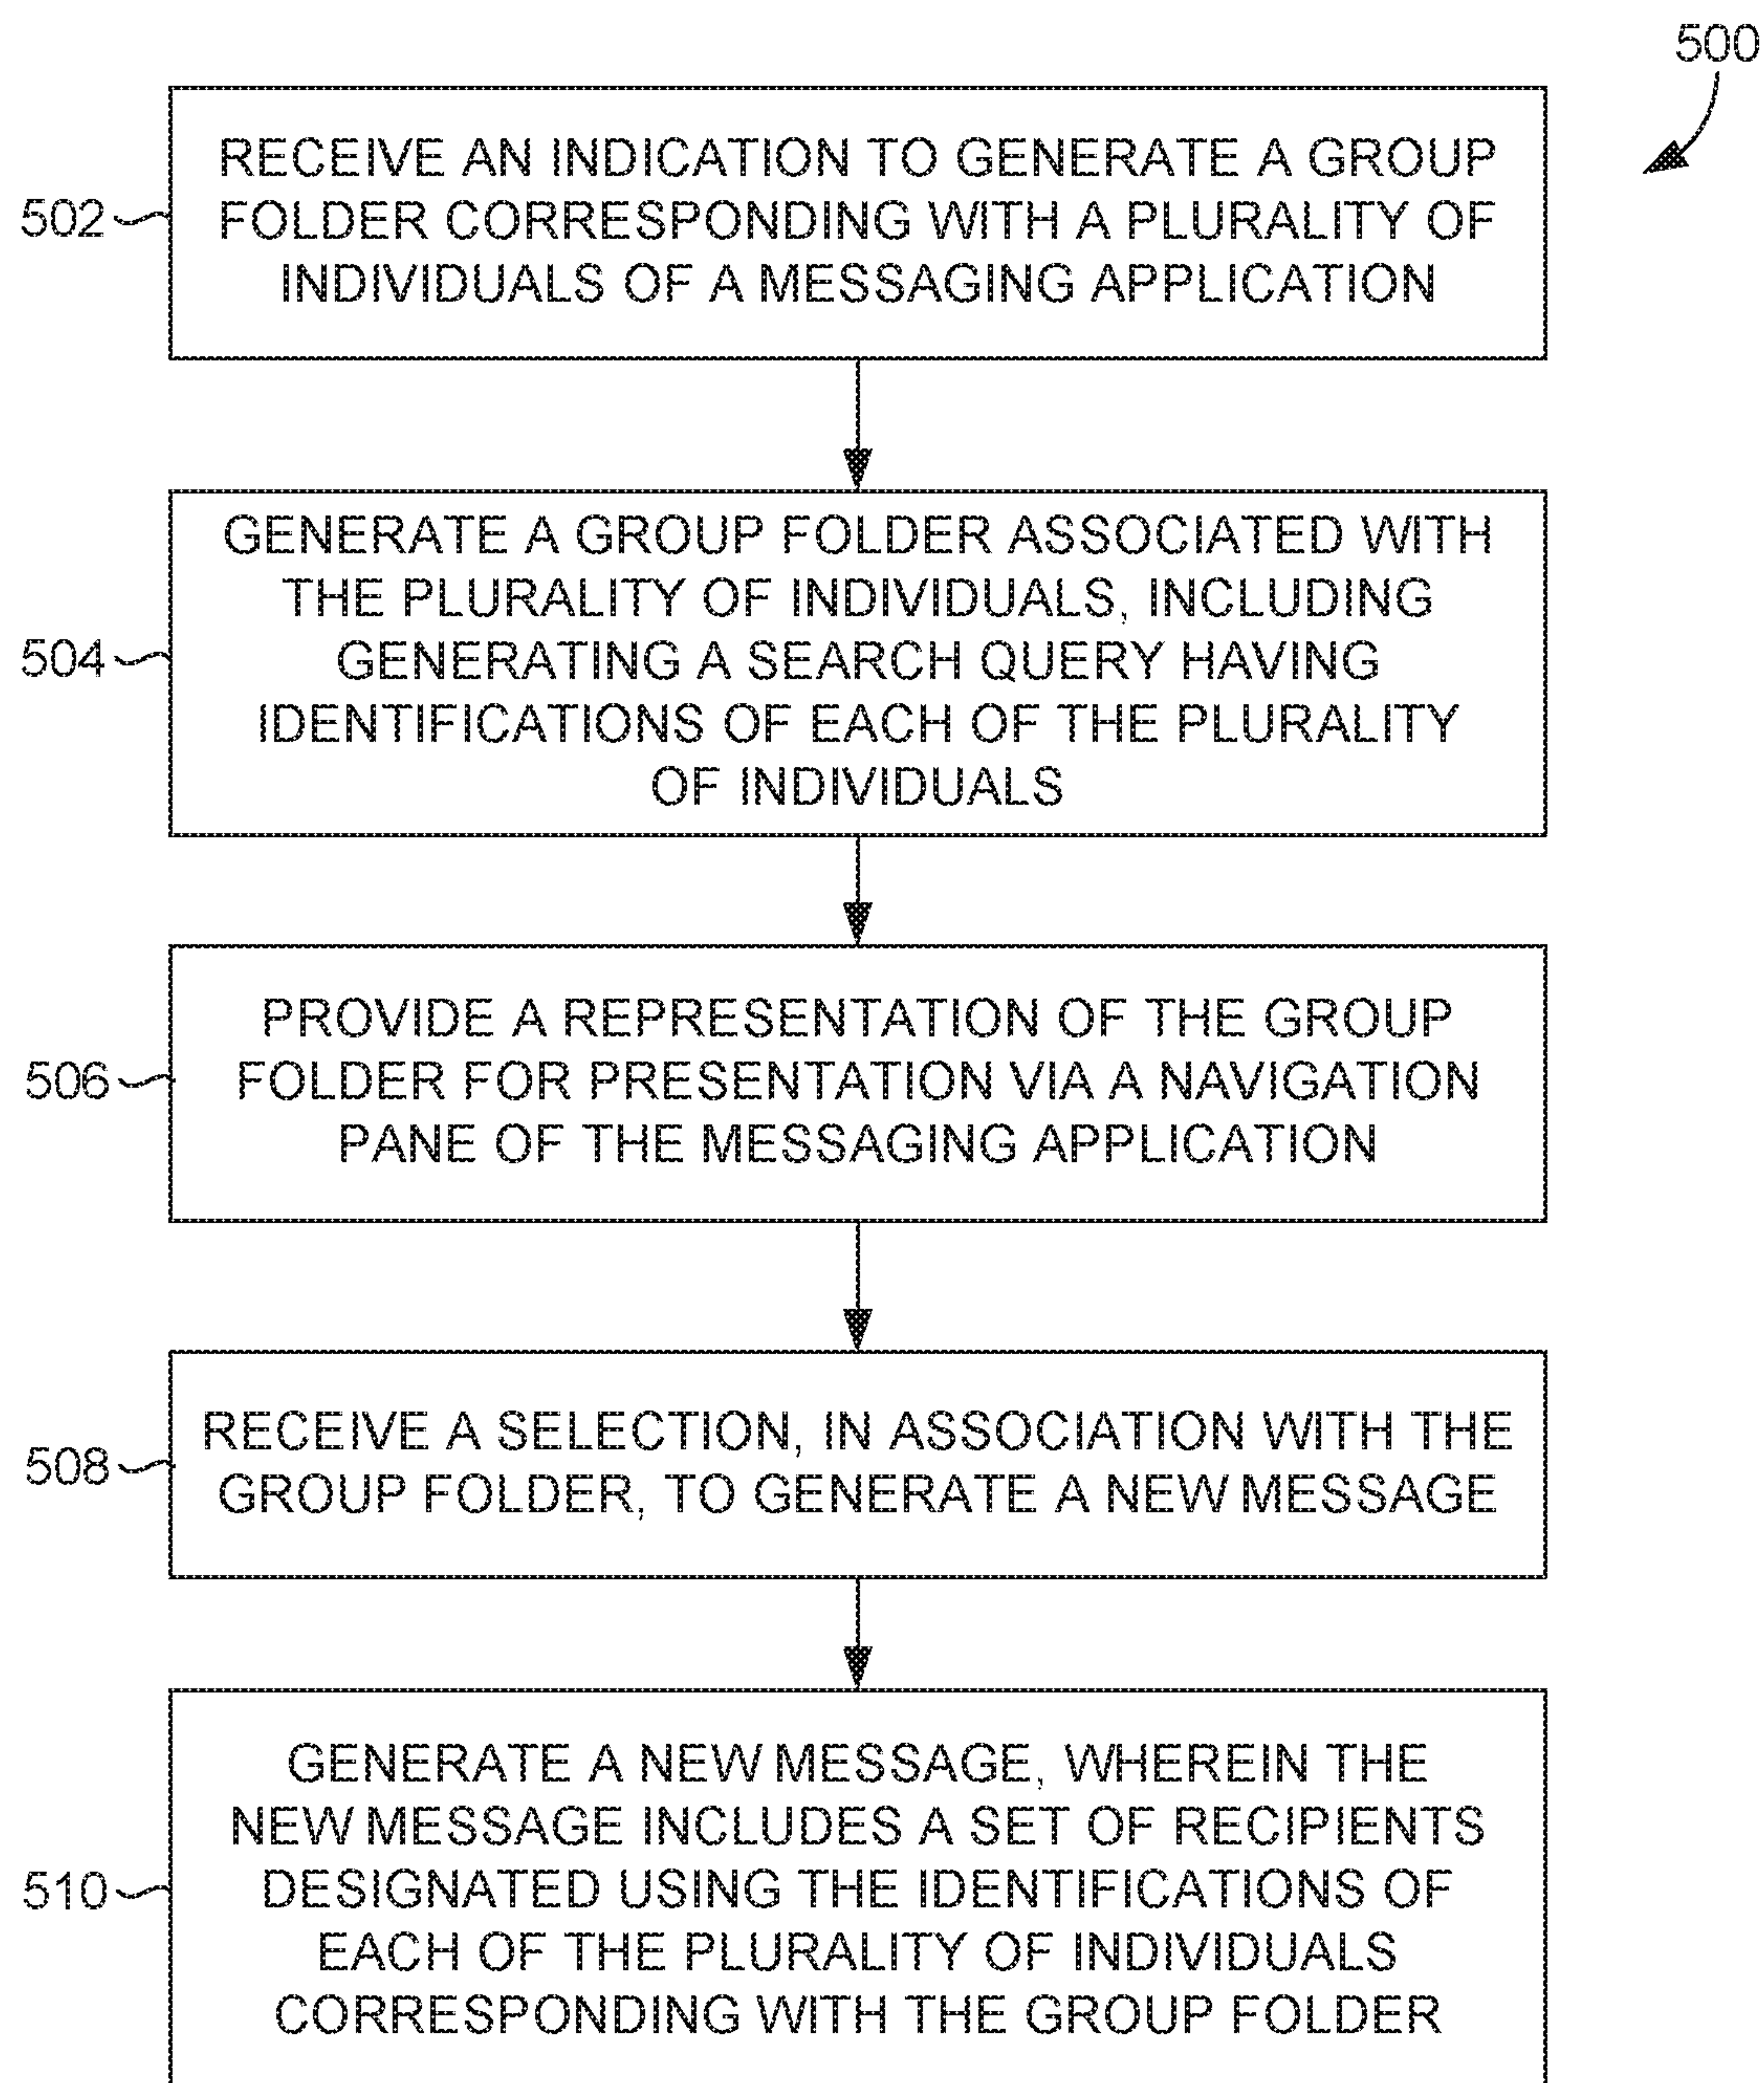 500
502
RECEIVE AN INDICATION TO GENERATE A GROUP
FOLDER CORRESPONDING WITH A PLURALITY OF
INDIVIDUALS OF A MESSAGING APPLICATION
504
GENERATE A GROUP FOLDER ASSOCIATED WITH
THE PLURALITY OF INDIVIDUALS, INCLUDING
GENERATING A SEARCH QUERY HAVING
IDENTIFICATIONS OF EACH OF THE PLURALITY
OF INDIVIDUALS
506
PROVIDE A REPRESENTATION OF THE GROUP
FOLDER FOR PRESENTATION VIA A NAVIGATION
PANE OF THE MESSAGING APPLICATION
508
RECEIVE A SELECTION, IN ASSOCIATION WITH THE
GROUP FOLDER, TO GENERATE A NEW MESSAGE
510
GENERATE A NEW MESSAGE, WHEREIN THE
NEW MESSAGE INCLUDES A SET OF RECIPIENTS
DESIGNATED USING THE IDENTIFICATIONS OF
EACH OF THE PLURALITY OF INDIVIDUALS
CORRESPONDING WITH THE GROUP FOLDER